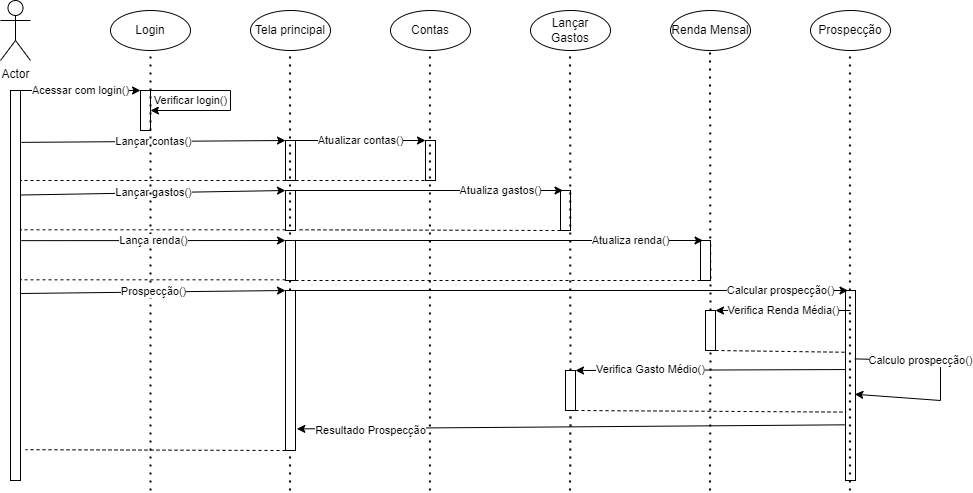 Login
Tela principal
Contas
Lançar
Gastos
Renda Mensal
Prospecção
Actor
Acessar com login()
Verificar login()
Lançar contas()
Atualizar contas()
Lançar gastos()
Atualiza gastos()
Lança renda()
Atualiza renda()
Prospecção()
Calcular prospecção()
Verifica Renda Média()
Calculo prospecção()
Verifica Gasto Médio()
Resultado Prospecção